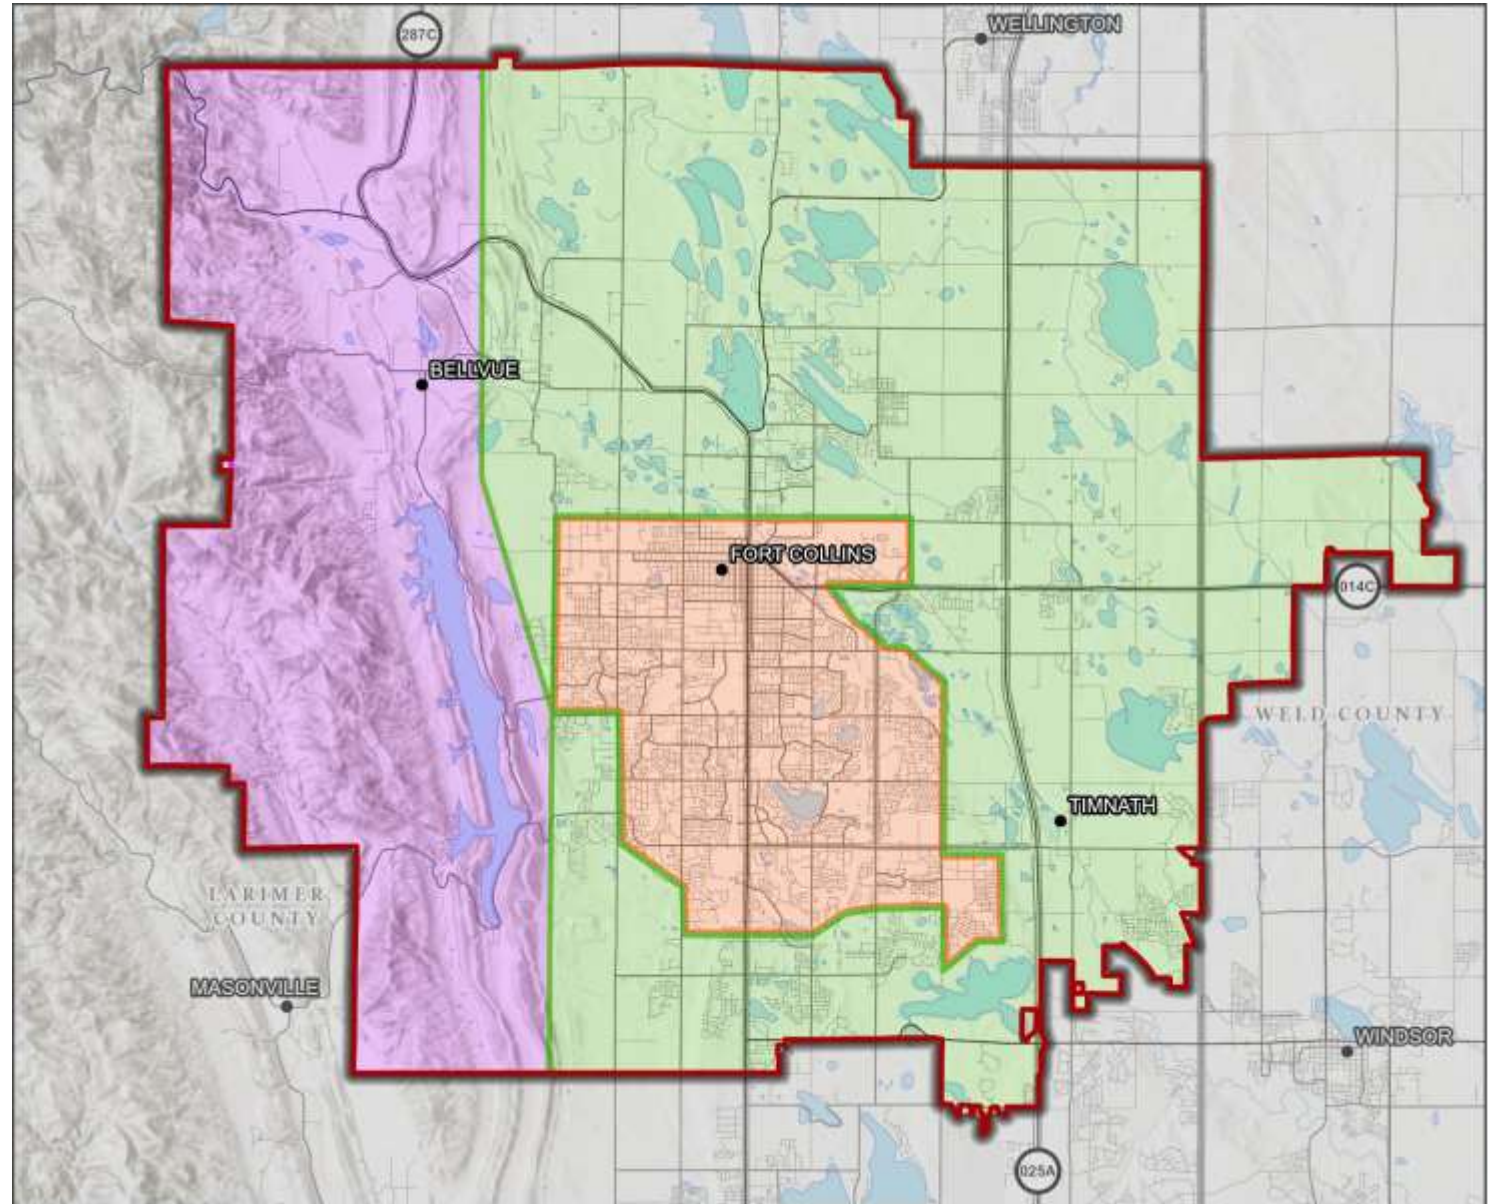 287C
WELLINGTON
BELLVUE
FORT COLLINS
014C
WELD COUNTY
TIMNATH
LARIMER
COUNTY
MASONVILLE
WINDSOR
025A